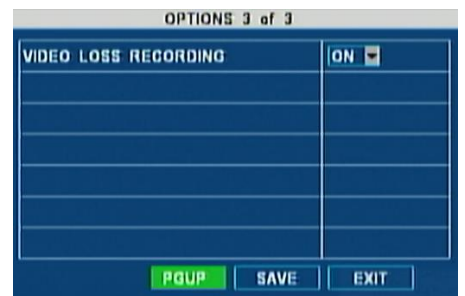 OPTIONS 3 of 3
VIDEO LOSS RECORDING ON
PGUP SAVE EXIT